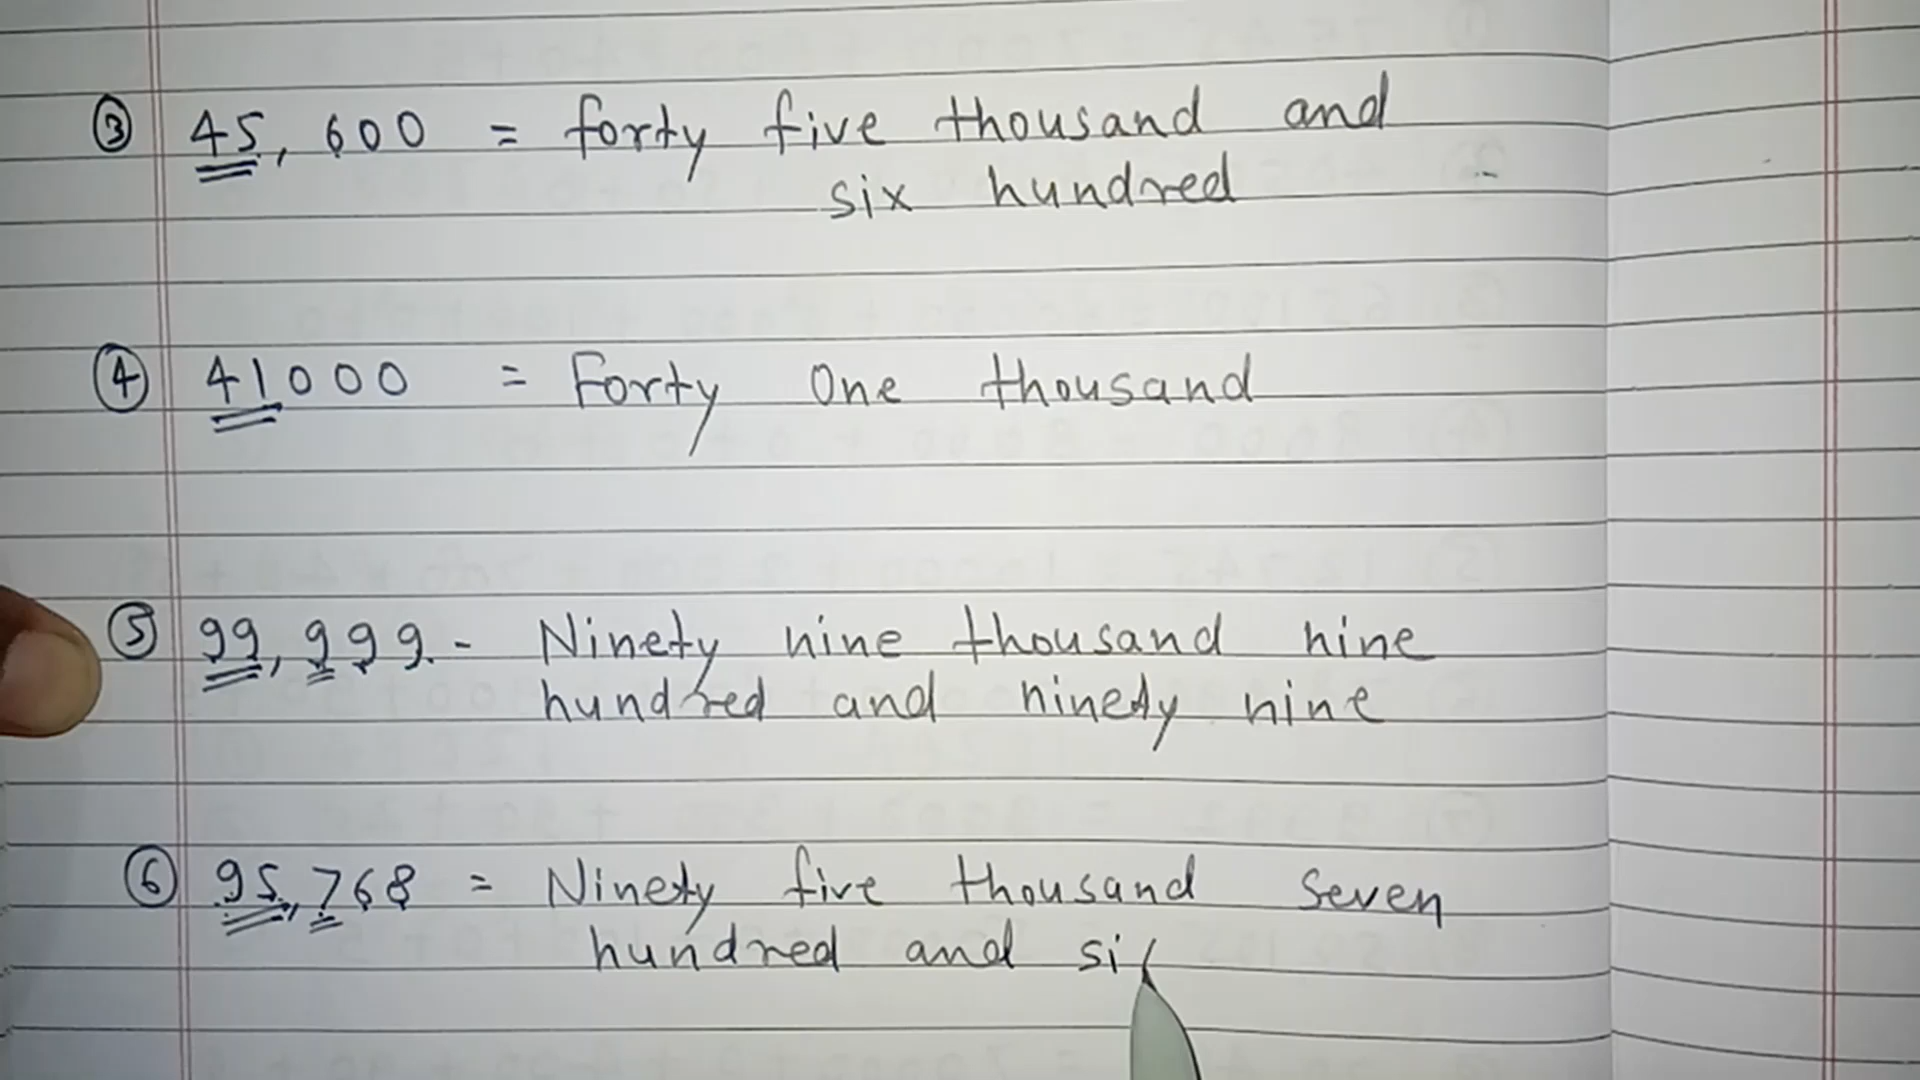 ③ 45, 600 = forty five thousand and
six hundred
④ 41000 = Forty One thousand
⑤ 99, 999 - Ninety nine thousand nine
hundred and ninety nine
⑥ 95, 768 = Ninety five thousand Seven
hundred and si